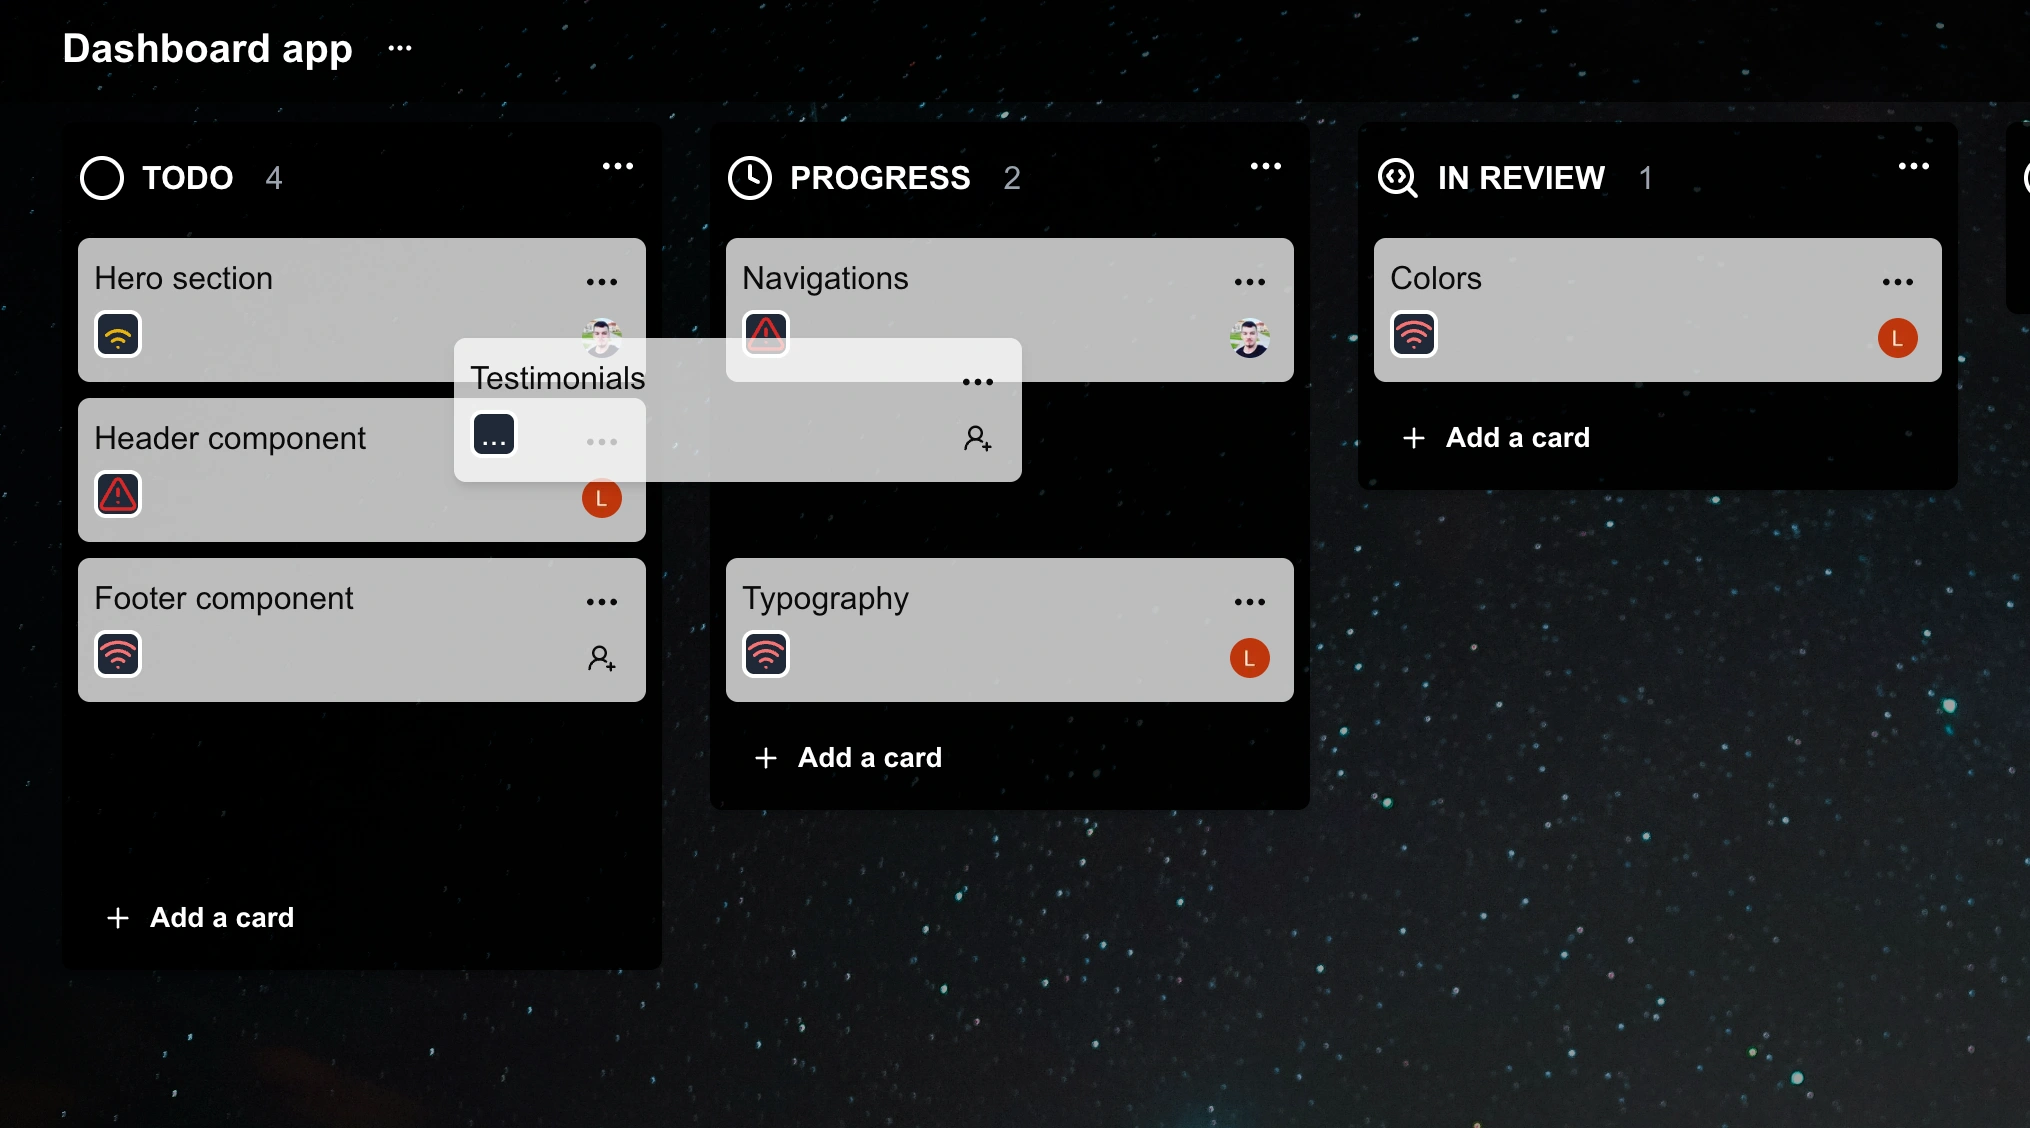 Dashboard app
TODO 4
Hero section
Header component
L
Footer component
Add a card
Testimonials
PROGRESS 2
Navigations
Typography
L
Add a card
IN REVIEW 1
Colors
L
Add a card